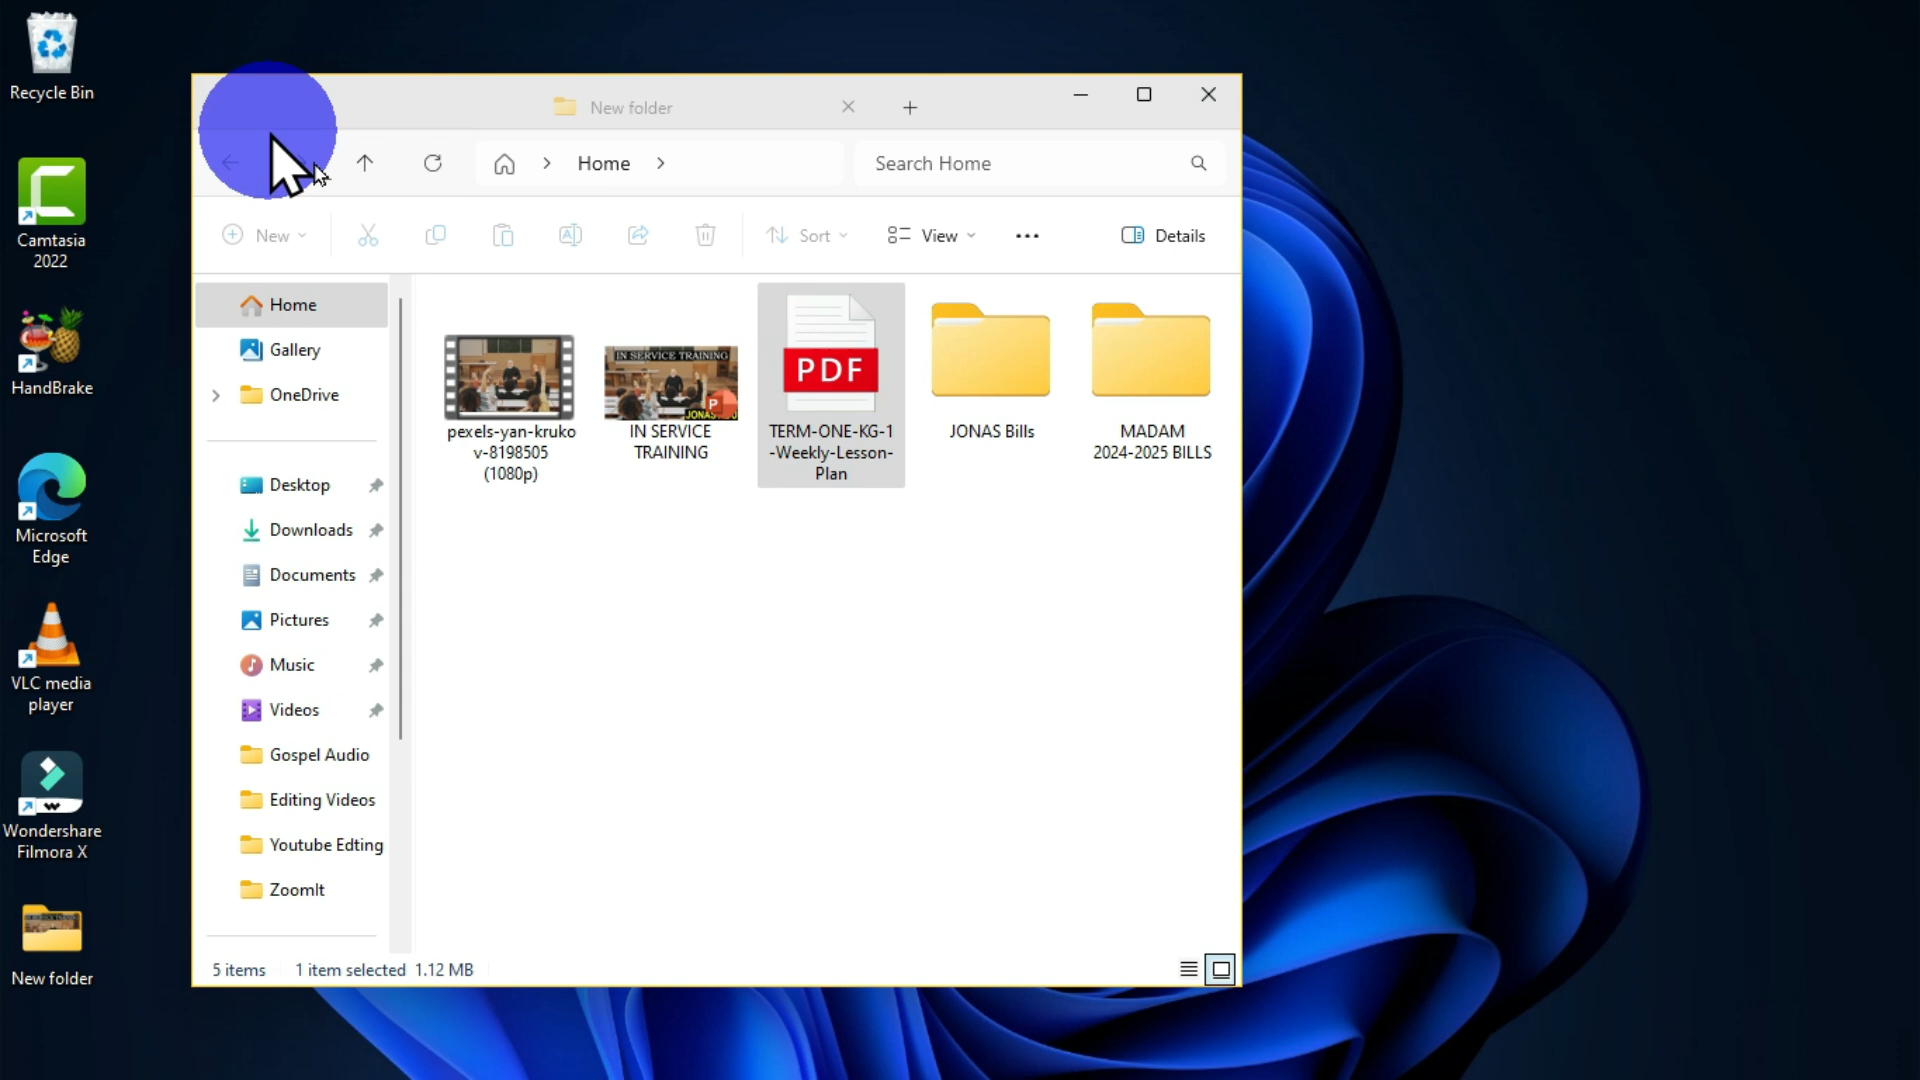 Recycle Bin
Camtasia
2022
HandBrake
Microsoft
Edge
VLC media
player
Wondershare
Filmora X
New folder
New folder
Home
Search Home
New
Sort
View
Details
Home
Gallery
OneDrive
Desktop
Downloads
Documents
Pictures
Music
Videos
Gospel Audio
Editing Videos
Youtube Edting
ZoomIt
IN SERVICE TRAINING
P
PDF
pexels-yan-kruko
v-8198505
(1080p)
IN SERVICE
TRAINING
TERM-ONE-KG-1
-Weekly-Lesson-
Plan
JONAS Bills
MADAM
2024-2025 BILLS
5 items
1 item selected 1.12 MB